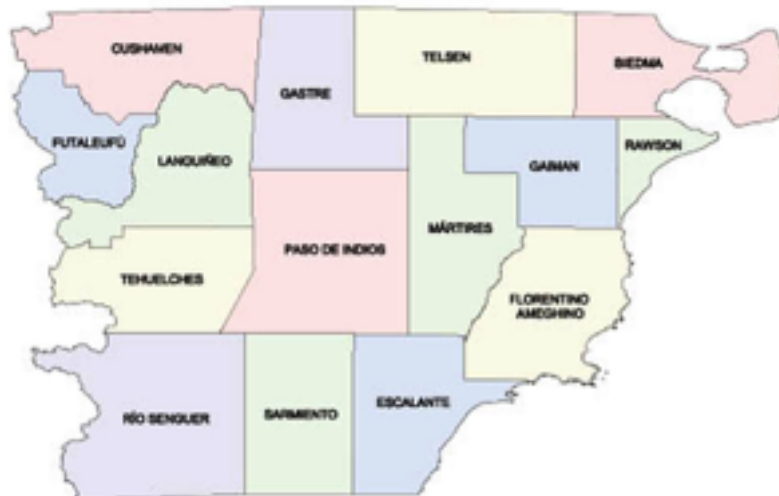 CUSHAMEN
TELSEN
BIEDMA
GASTRE
FUTALEUFÚ
LANGUIÑEO
GAIMAN
RAWSON
MÁRTIRES
PASO DE INDIOS
TEHUELCHES
FLORENTINO
AMEGHINO
RÍO SENGUER
SARMIENTO
ESCALANTE